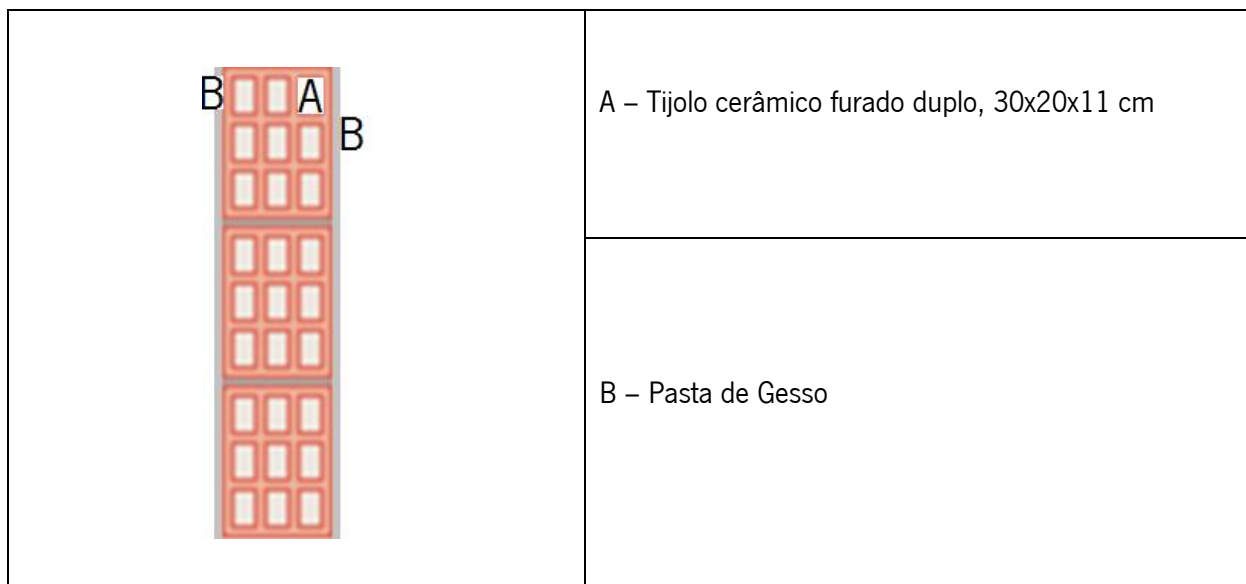 B
A
B
A – Tijolo cerâmico furado duplo, 30x20x11 cm
B – Pasta de Gesso